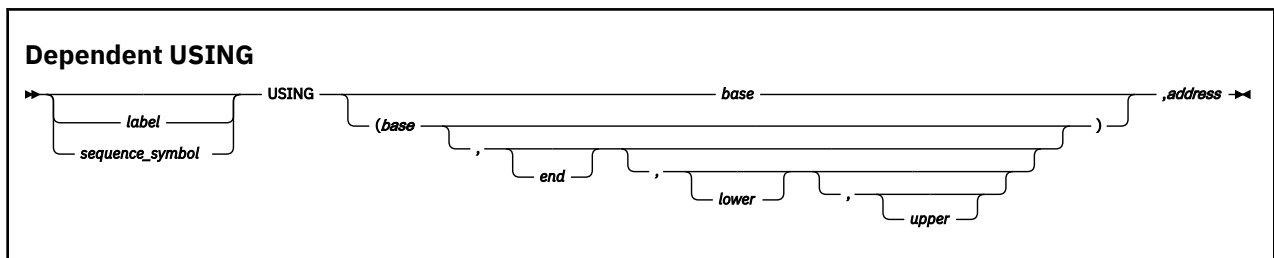 Dependent USING
USING base ,address
label (base )
sequence_symbol , end , lower , upper